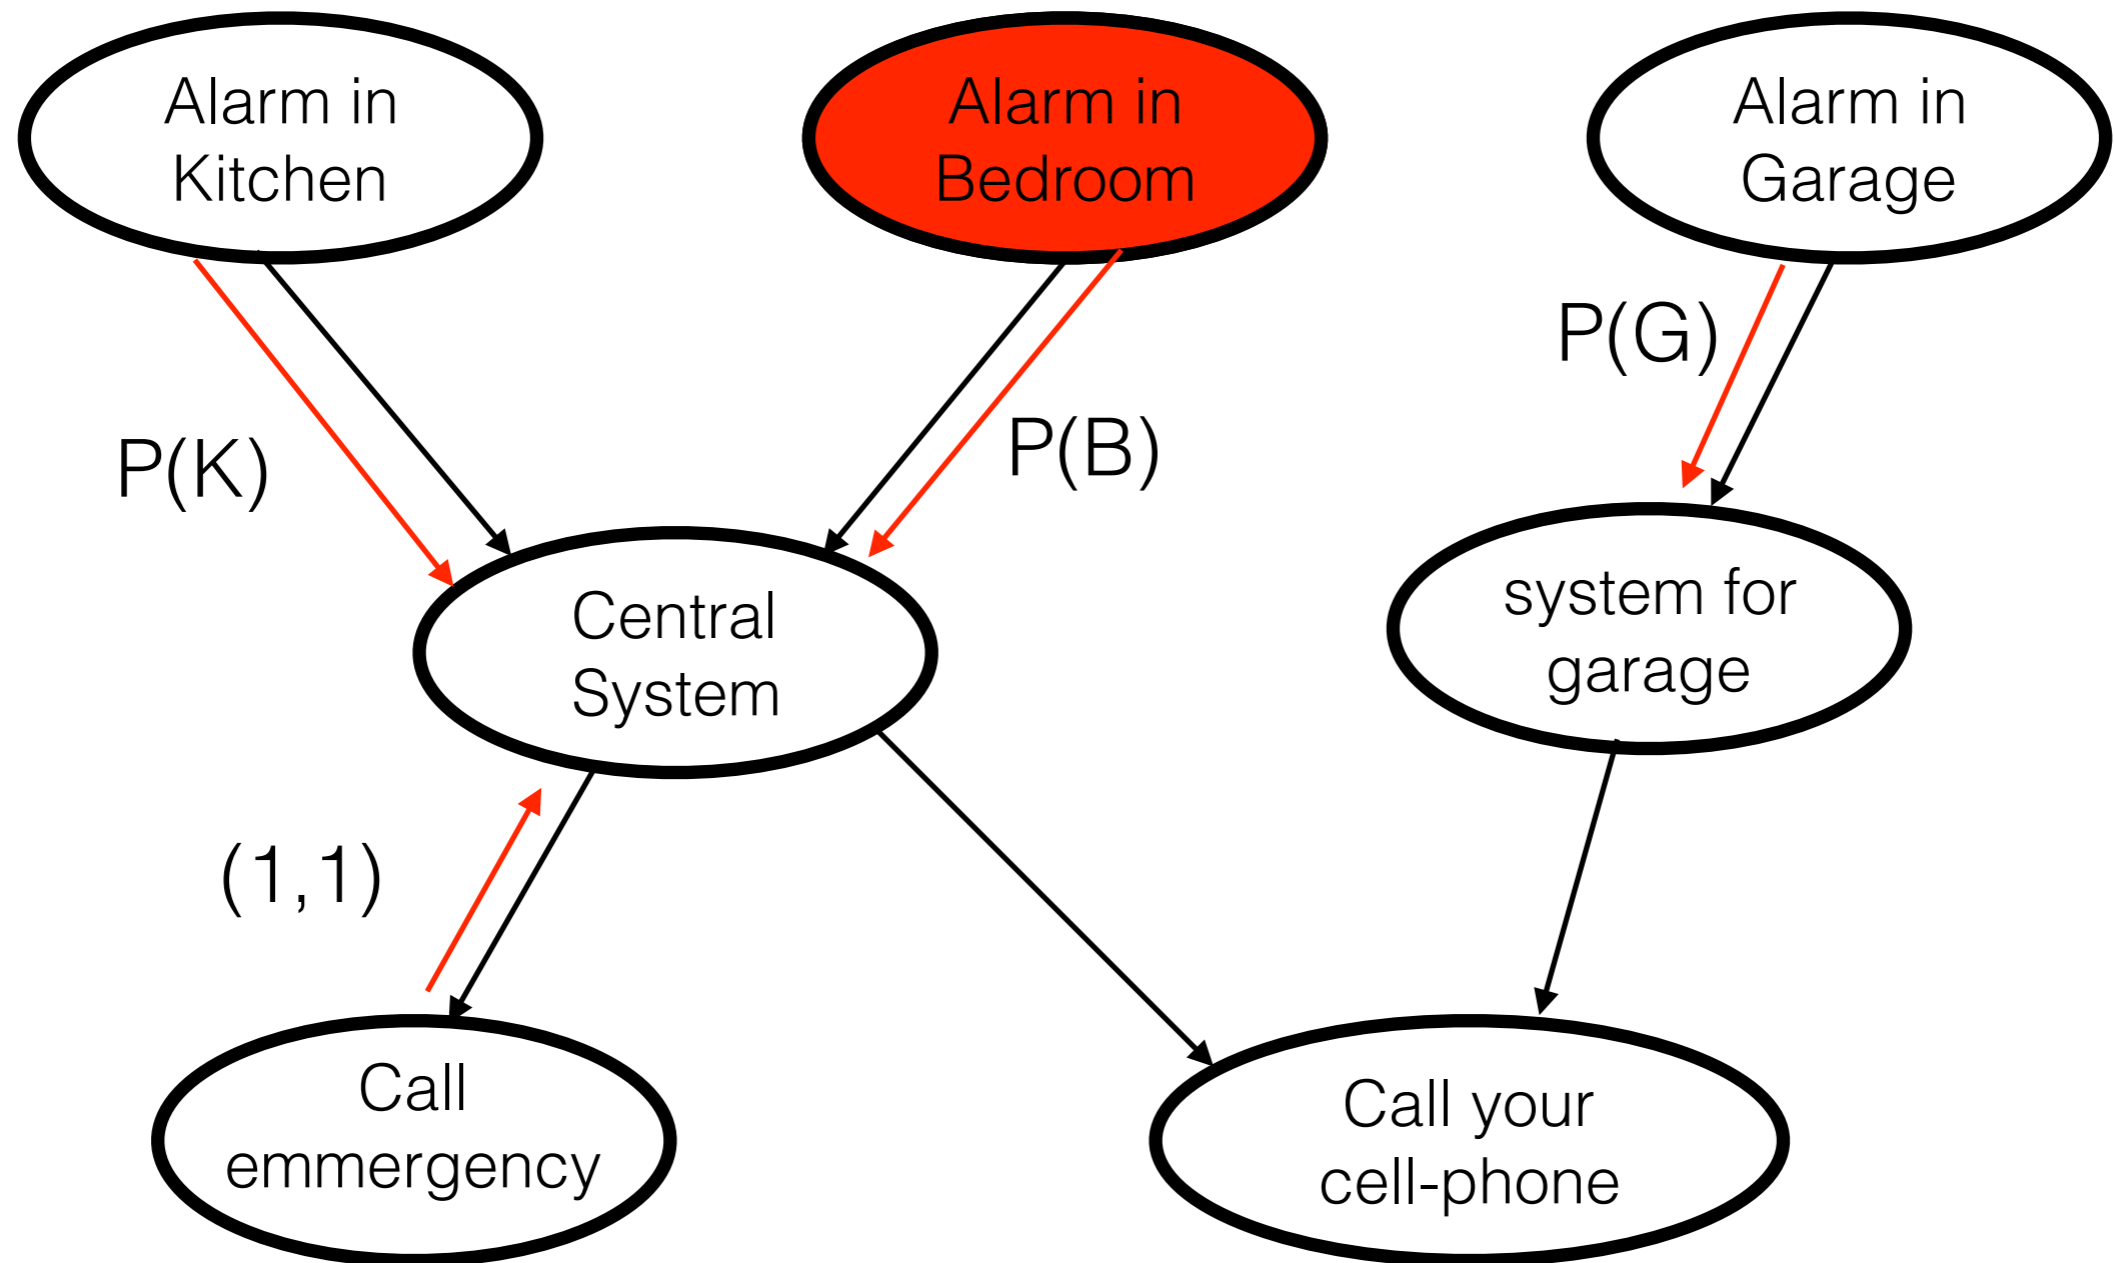 Alarm in
Kitchen
Alarm in
Bedroom
Alarm in
Garage
P(G)
P(K)
P(B)
Central
System
system for
garage
(1,1)
Call
emmergency
Call your
cell-phone